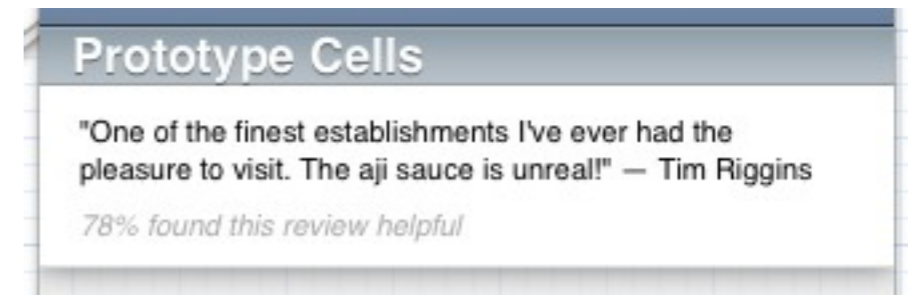 Prototype Cells
"One of the finest establishments I've ever had the
pleasure to visit. The aji sauce is unreal!" — Tim Riggins
78% found this review helpful